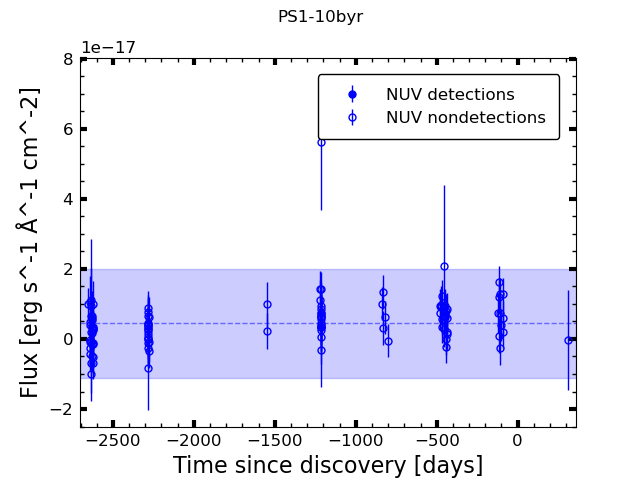 PS1-10byr
1e−17
8
6
4
2
0
−2
NUV detections
NUV nondetections
Flux [erg s^-1 Å^-1 cm^-2]
−2500 −2000 −1500 −1000 −500 0
Time since discovery [days]